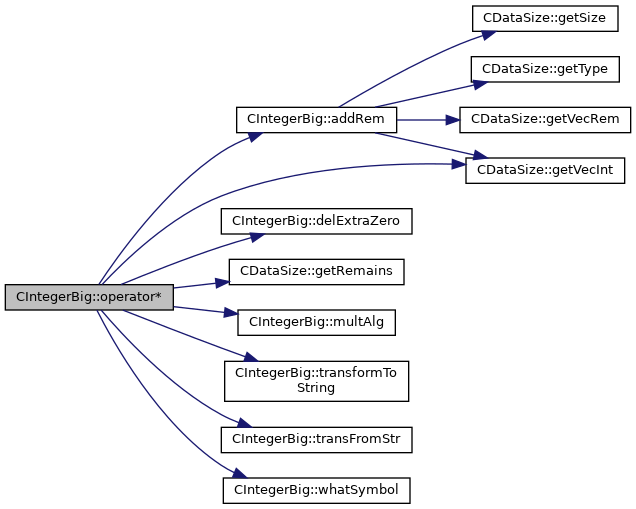 CDataSize::getSize
CDataSize::getType
CIntegerBig::addRem
CDataSize::getVecRem
CDataSize::getVecInt
CIntegerBig::delExtraZero
CDataSize::getRemains
CIntegerBig::operator*
CIntegerBig::multAlg
CIntegerBig::transformTo
String
CIntegerBig::transFromStr
CIntegerBig::whatSymbol